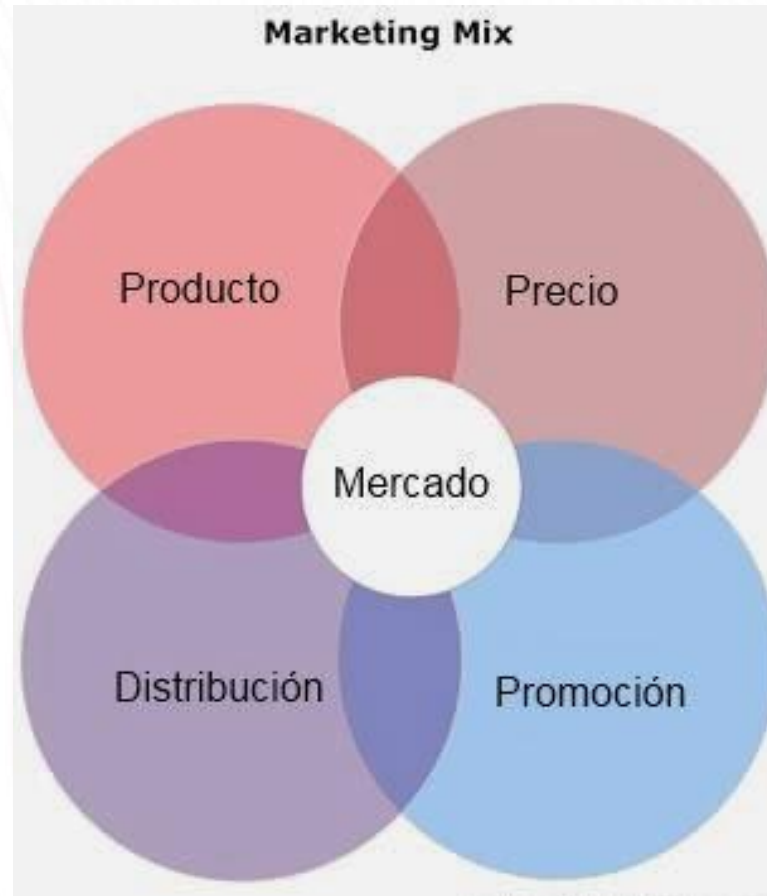 Marketing Mix
Producto
Precio
Mercado
Distribución
Promoción